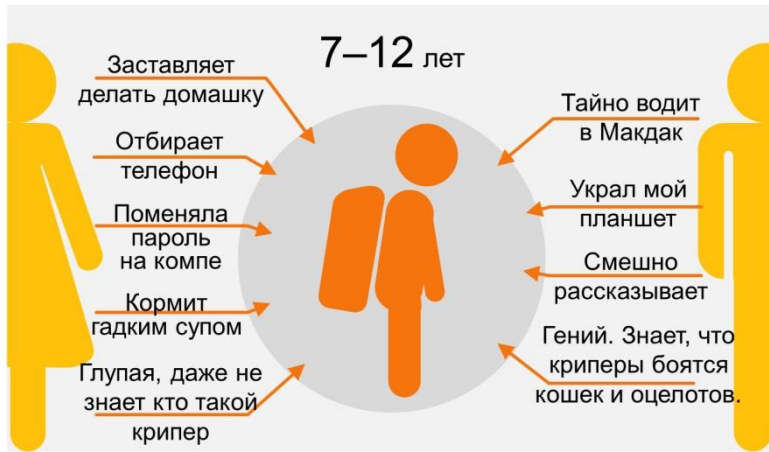 7–12 лет
Заставляет
делать домашку
Отбирает
телефон
Поменяла
пароль
на компе
Кормит
гадким супом
Глупая, даже не
знает кто такой
крипер
Тайно водит
в Макдак
Украл мой
планшет
Смешно
рассказывает
Гений. Знает, что
криперы боятся
кошек и оцелотов.